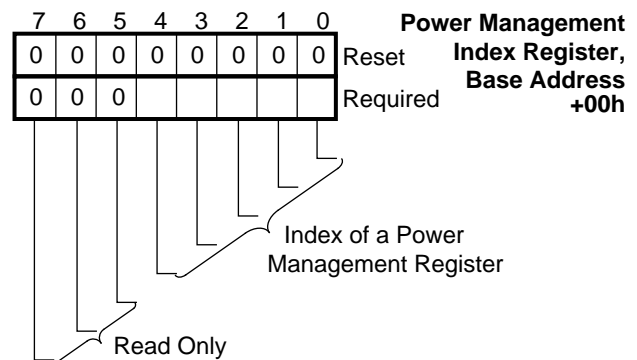 7 6 5 4 3 2 1 0
Power Management
Index Register,
Base Address
+00h
0 0 0 0 0 0 0 0 Reset
0 0 0 Required
Index of a Power
Management Register
Read Only